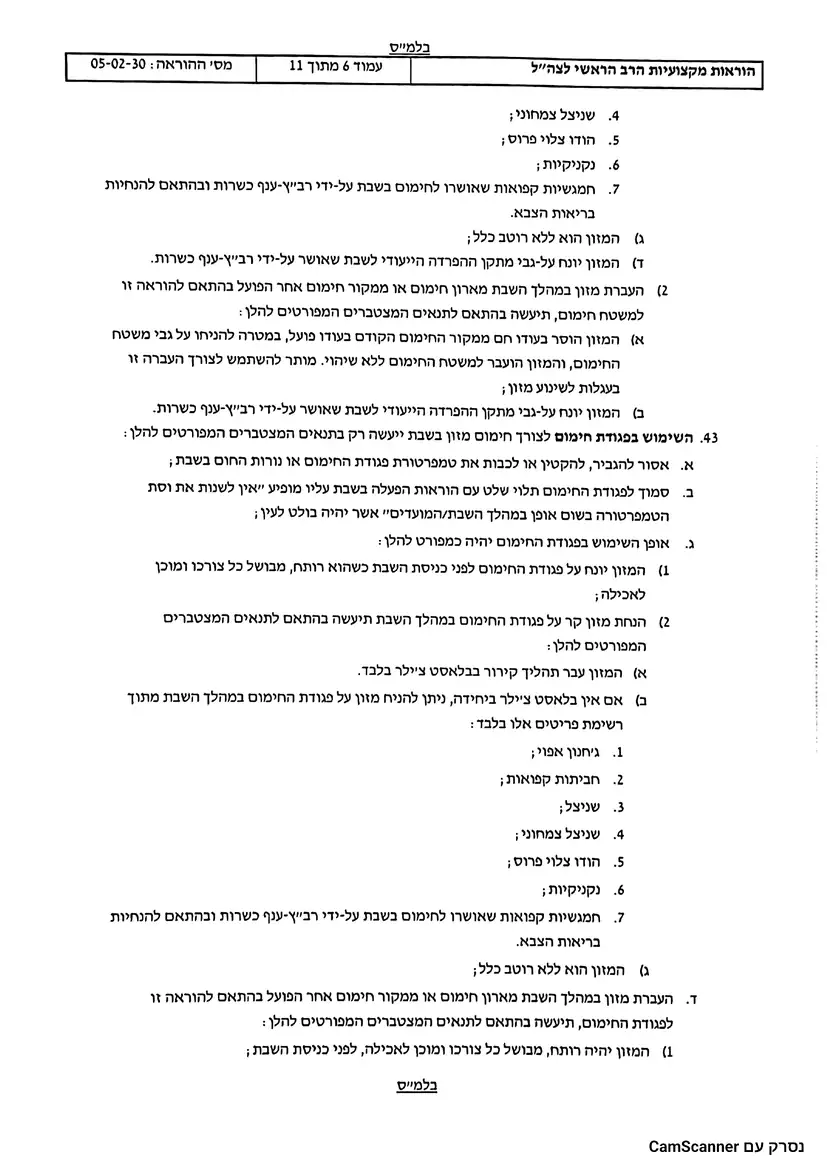 בלמ״ס
הוראות מקצועיות הרב הראשי לצה״ל עמוד 6 מתוך 11 מס׳ ההוראה: 05-02-30
4. שניצל צמחוני;
5. הודו צלוי פרוס;
6. נקניקיות;
7. חמגשיות קפואות שאושרו לחימום בשבת על-ידי רב״ץ-ענף כשרות ובהתאם להנחיות
בריאות הצבא.
ג) המזון הוא ללא רוטב כלל;
ד) המזון יונח על-גבי מתקן ההפרדה הייעודי לשבת שאושר על-ידי רב״ץ-ענף כשרות.
2) העברת מזון במהלך השבת מארון חימום או ממקור חימום אחר הפועל בהתאם להוראה זו
למשטח חימום, תיעשה בהתאם לתנאים המצטברים המפורטים להלן:
א) המזון הוסר בעודו חם ממקור החימום הקודם בעודו פועל, במטרה להניחו על גבי משטח
החימום, והמזון הועבר למשטח החימום ללא שיהוי. מותר להשתמש לצורך העברה זו
בעגלות לשינוע מזון;
ב) המזון יונח על-גבי מתקן ההפרדה הייעודי לשבת שאושר על-ידי רב״ץ-ענף כשרות.
43. השימוש בפגודת חימום לצורך חימום מזון בשבת ייעשה רק בתנאים המצטברים המפורטים להלן:
א. אסור להגביר, להקטין או לכבות את טמפרטורת פגודת החימום או נורות החום בשבת;
ב. סמוך לפגודת החימום תלוי שלט עם הוראות הפעלה בשבת עליו מופיע ״אין לשנות את וסת
הטמפרטורה בשום אופן במהלך השבת/המועדים״ אשר יהיה בולט לעין;
ג. אופן השימוש בפגודת החימום יהיה כמפורט להלן:
1) המזון יונח על פגודת החימום לפני כניסת השבת כשהוא רותח, מבושל כל צורכו ומוכן
לאכילה;
2) הנחת מזון קר על פגודת החימום במהלך השבת תיעשה בהתאם לתנאים המצטברים
המפורטים להלן:
א) המזון עבר תהליך קירור בבלאסט צ׳ילר בלבד.
ב) אם אין בלאסט צ׳ילר ביחידה, ניתן להניח מזון על פגודת החימום במהלך השבת מתוך
רשימת פריטים אלו בלבד:
1. ג׳חנון אפוי;
2. חביתות קפואות;
3. שניצל;
4. שניצל צמחוני;
5. הודו צלוי פרוס;
6. נקניקיות;
7. חמגשיות קפואות שאושרו לחימום בשבת על-ידי רב״ץ-ענף כשרות ובהתאם להנחיות
בריאות הצבא.
ג) המזון הוא ללא רוטב כלל;
ד. העברת מזון במהלך השבת מארון חימום או ממקור חימום אחר הפועל בהתאם להוראה זו
לפגודת החימום, תיעשה בהתאם לתנאים המצטברים המפורטים להלן:
1) המזון יהיה רותח, מבושל כל צורכו ומוכן לאכילה, לפני כניסת השבת;
בלמ״ס
נסרק עם CamScanner